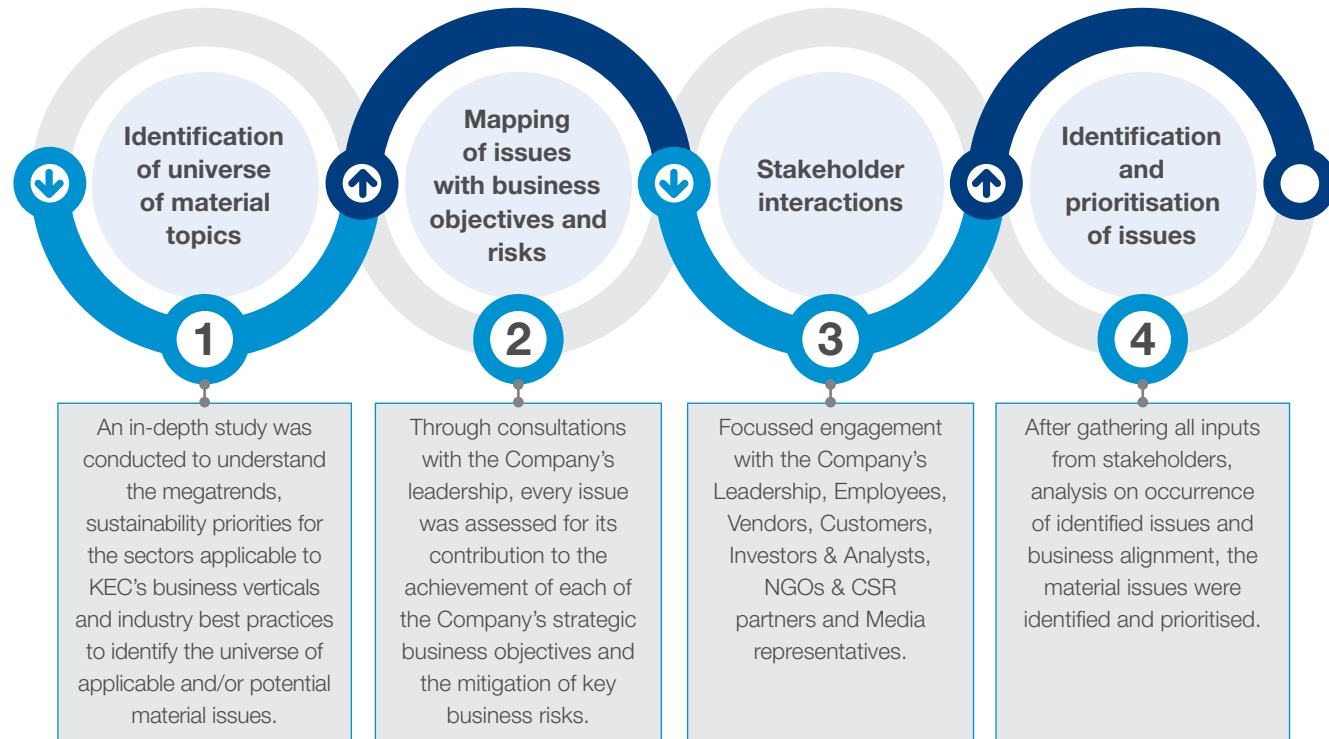 Identification
of universe
of material
topics
1
An in-depth study was
conducted to understand
the megatrends,
sustainability priorities for
the sectors applicable to
KEC's business verticals
and industry best practices
to identify the universe of
applicable and/or potential
material issues.
Mapping
of issues
with business
objectives and
risks
2
Through consultations
with the Company's
leadership, every issue
was assessed for its
contribution to the
achievement of each of
the Company's strategic
business objectives and
the mitigation of key
business risks.
Stakeholder
interactions
3
Focussed engagement
with the Company's
Leadership, Employees,
Vendors, Customers,
Investors & Analysts,
NGOs & CSR
partners and Media
representatives.
Identification
and
prioritisation
of issues
4
After gathering all inputs
from stakeholders,
analysis on occurrence
of identified issues and
business alignment, the
material issues were
identified and prioritised.